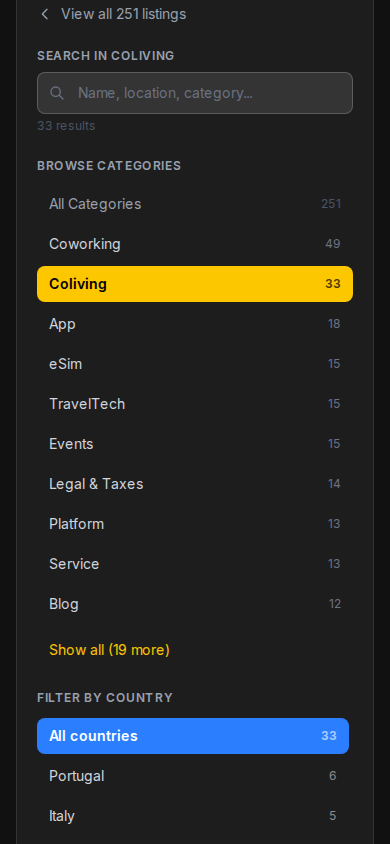 View all 251 listings
SEARCH IN COLIVING
Name, location, category...
33 results
BROWSE CATEGORIES
All Categories 251
Coworking 49
Coliving 33
App 18
eSim 15
TravelTech 15
Events 15
Legal & Taxes 14
Platform 13
Service 13
Blog 12
Show all (19 more)
FILTER BY COUNTRY
All countries 33
Portugal 6
Italy 5